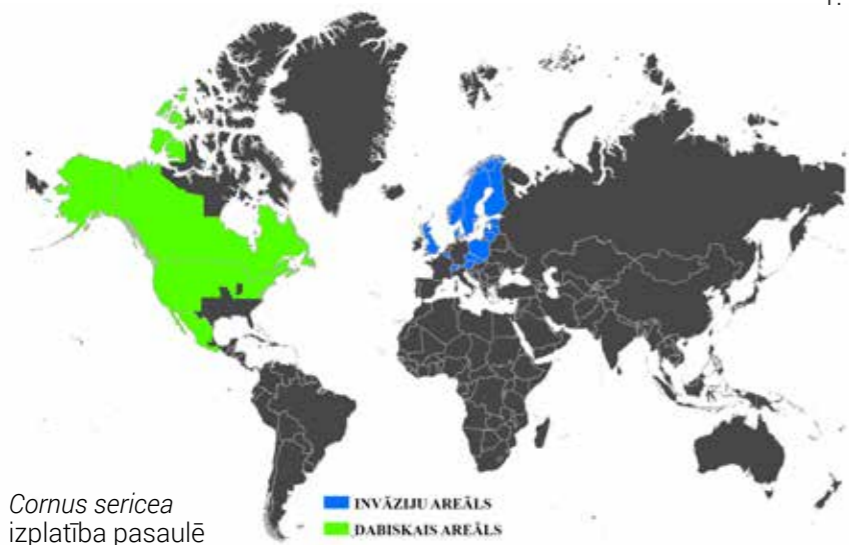 Cornus sericea
izplatība pasaulē
INVĀZIJU AREĀLS
DABISKAIS AREĀLS